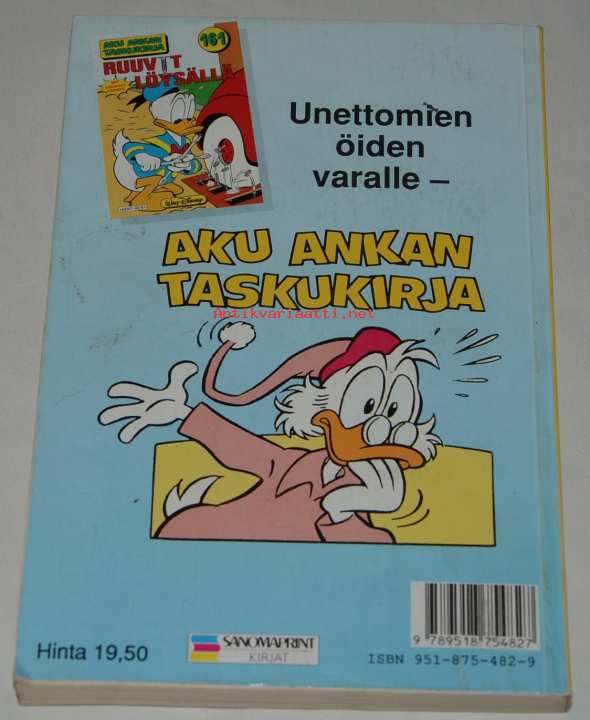 AKU ANKAN
TASKUKIRJA
161
RUUVIT
LÖYSÄLLÄ
Walt Disney
Unettomien
öiden
varalle –
AKU ANKAN
TASKUKIRJA
Antikvariaatti.net
Hinta 19,50
SANOMAPRINT
KIRJAT
9 789518 754827
ISBN 951-875-482-9